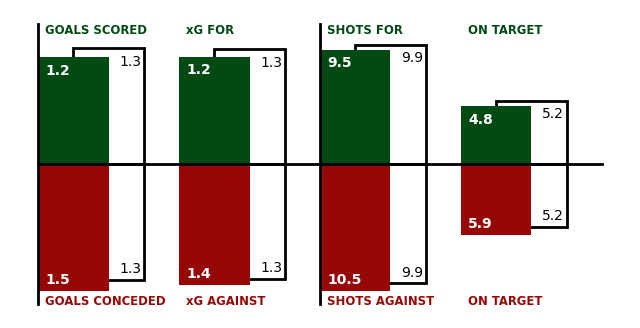 GOALS SCORED xG FOR SHOTS FOR ON TARGET
1.2 1.3 1.2 1.3 9.5 9.9 4.8 5.2
1.5 1.3 1.4 1.3 10.5 9.9 5.9 5.2
GOALS CONCEDED xG AGAINST SHOTS AGAINST ON TARGET